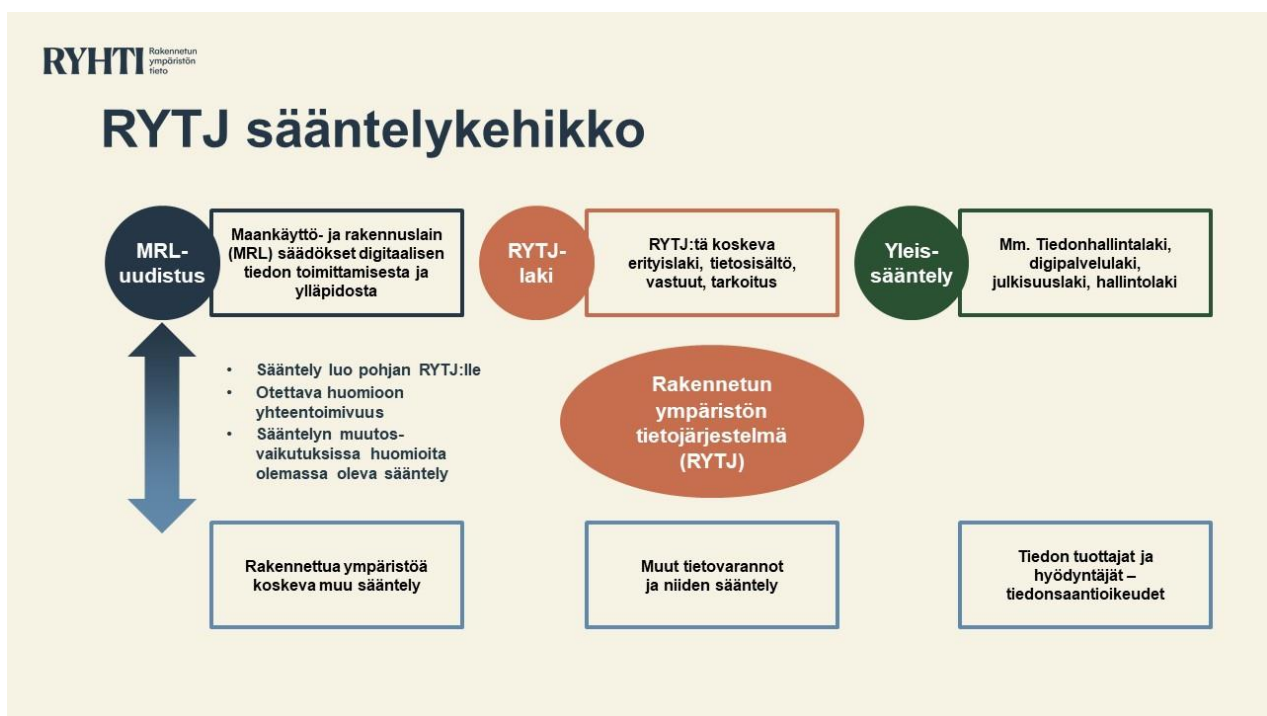 RYHTI
Rakennetun
ympäristön
tieto
RYTJ sääntelykehikko
MRL-
uudistus
Maankäyttö- ja rakennuslain
(MRL) säädökset digitaalisen
tiedon toimittamisesta ja
ylläpidosta
RYTJ-
laki
RYTJ:tä koskeva
erityislaki, tietosisältö,
vastuut, tarkoitus
Yleis-
sääntely
Mm. Tiedonhallintalaki,
digipalvelulaki,
julkisuuslaki, hallintolaki
• Sääntely luo pohjan RYTJ:lle
• Otettava huomioon
yhteentoimivuus
• Sääntelyn muutos-
vaikutuksissa huomioita
olemassa oleva sääntely
Rakennetun
ympäristön
tietojärjestelmä
(RYTJ)
Rakennettua ympäristöä
koskeva muu sääntely
Muut tietovarannot
ja niiden sääntely
Tiedon tuottajat ja
hyödyntäjät –
tiedonsaantioikeudet